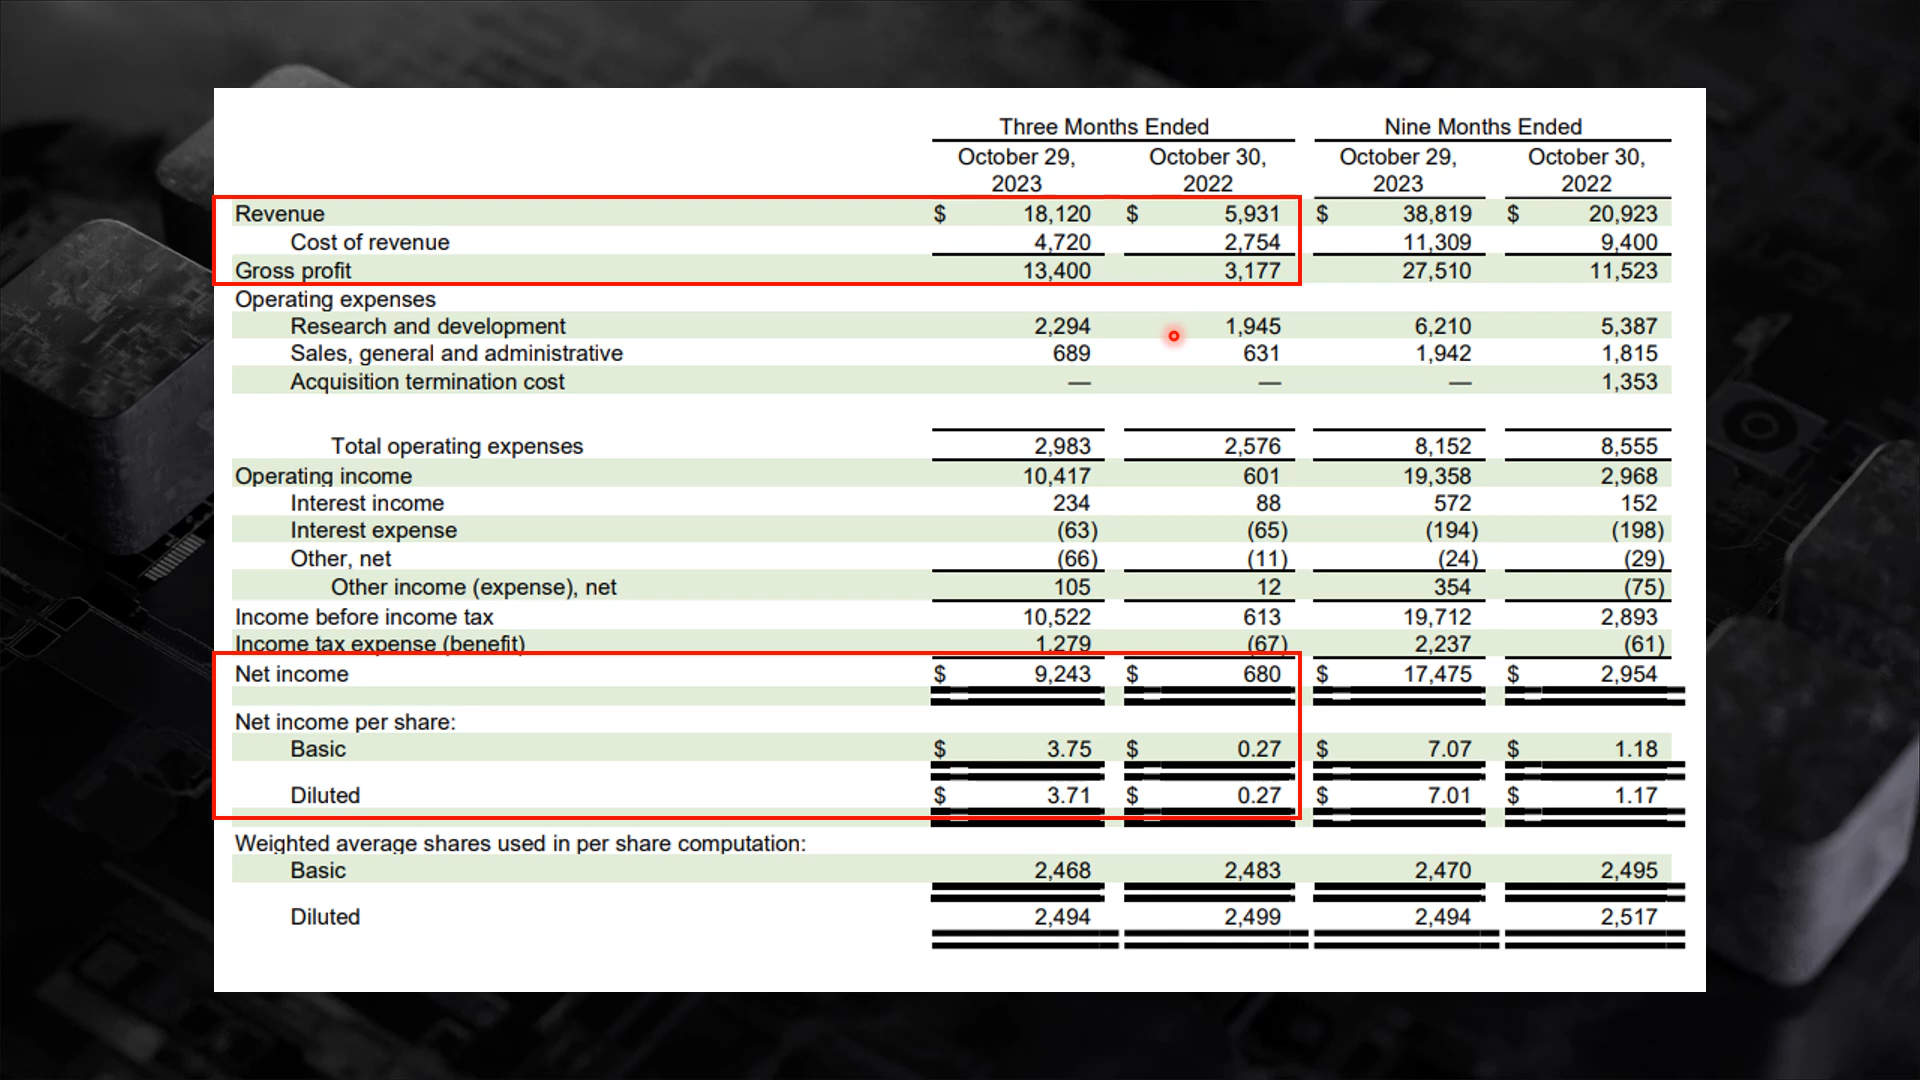 Three Months Ended Nine Months Ended
October 29, October 30, October 29, October 30,
2023 2022 2023 2022
Revenue $ 18,120 $ 5,931 $ 38,819 $ 20,923
Cost of revenue 4,720 2,754 11,309 9,400
Gross profit 13,400 3,177 27,510 11,523
Operating expenses
Research and development 2,294 1,945 6,210 5,387
Sales, general and administrative 689 631 1,942 1,815
Acquisition termination cost — — — 1,353
Total operating expenses 2,983 2,576 8,152 8,555
Operating income 10,417 601 19,358 2,968
Interest income 234 88 572 152
Interest expense (63) (65) (194) (198)
Other, net (66) (11) (24) (29)
Other income (expense), net 105 12 354 (75)
Income before income tax 10,522 613 19,712 2,893
Income tax expense (benefit) 1,279 (67) 2,237 (61)
Net income $ 9,243 $ 680 $ 17,475 $ 2,954
Net income per share:
Basic $ 3.75 $ 0.27 $ 7.07 $ 1.18
Diluted $ 3.71 $ 0.27 $ 7.01 $ 1.17
Weighted average shares used in per share computation:
Basic 2,468 2,483 2,470 2,495
Diluted 2,494 2,499 2,494 2,517